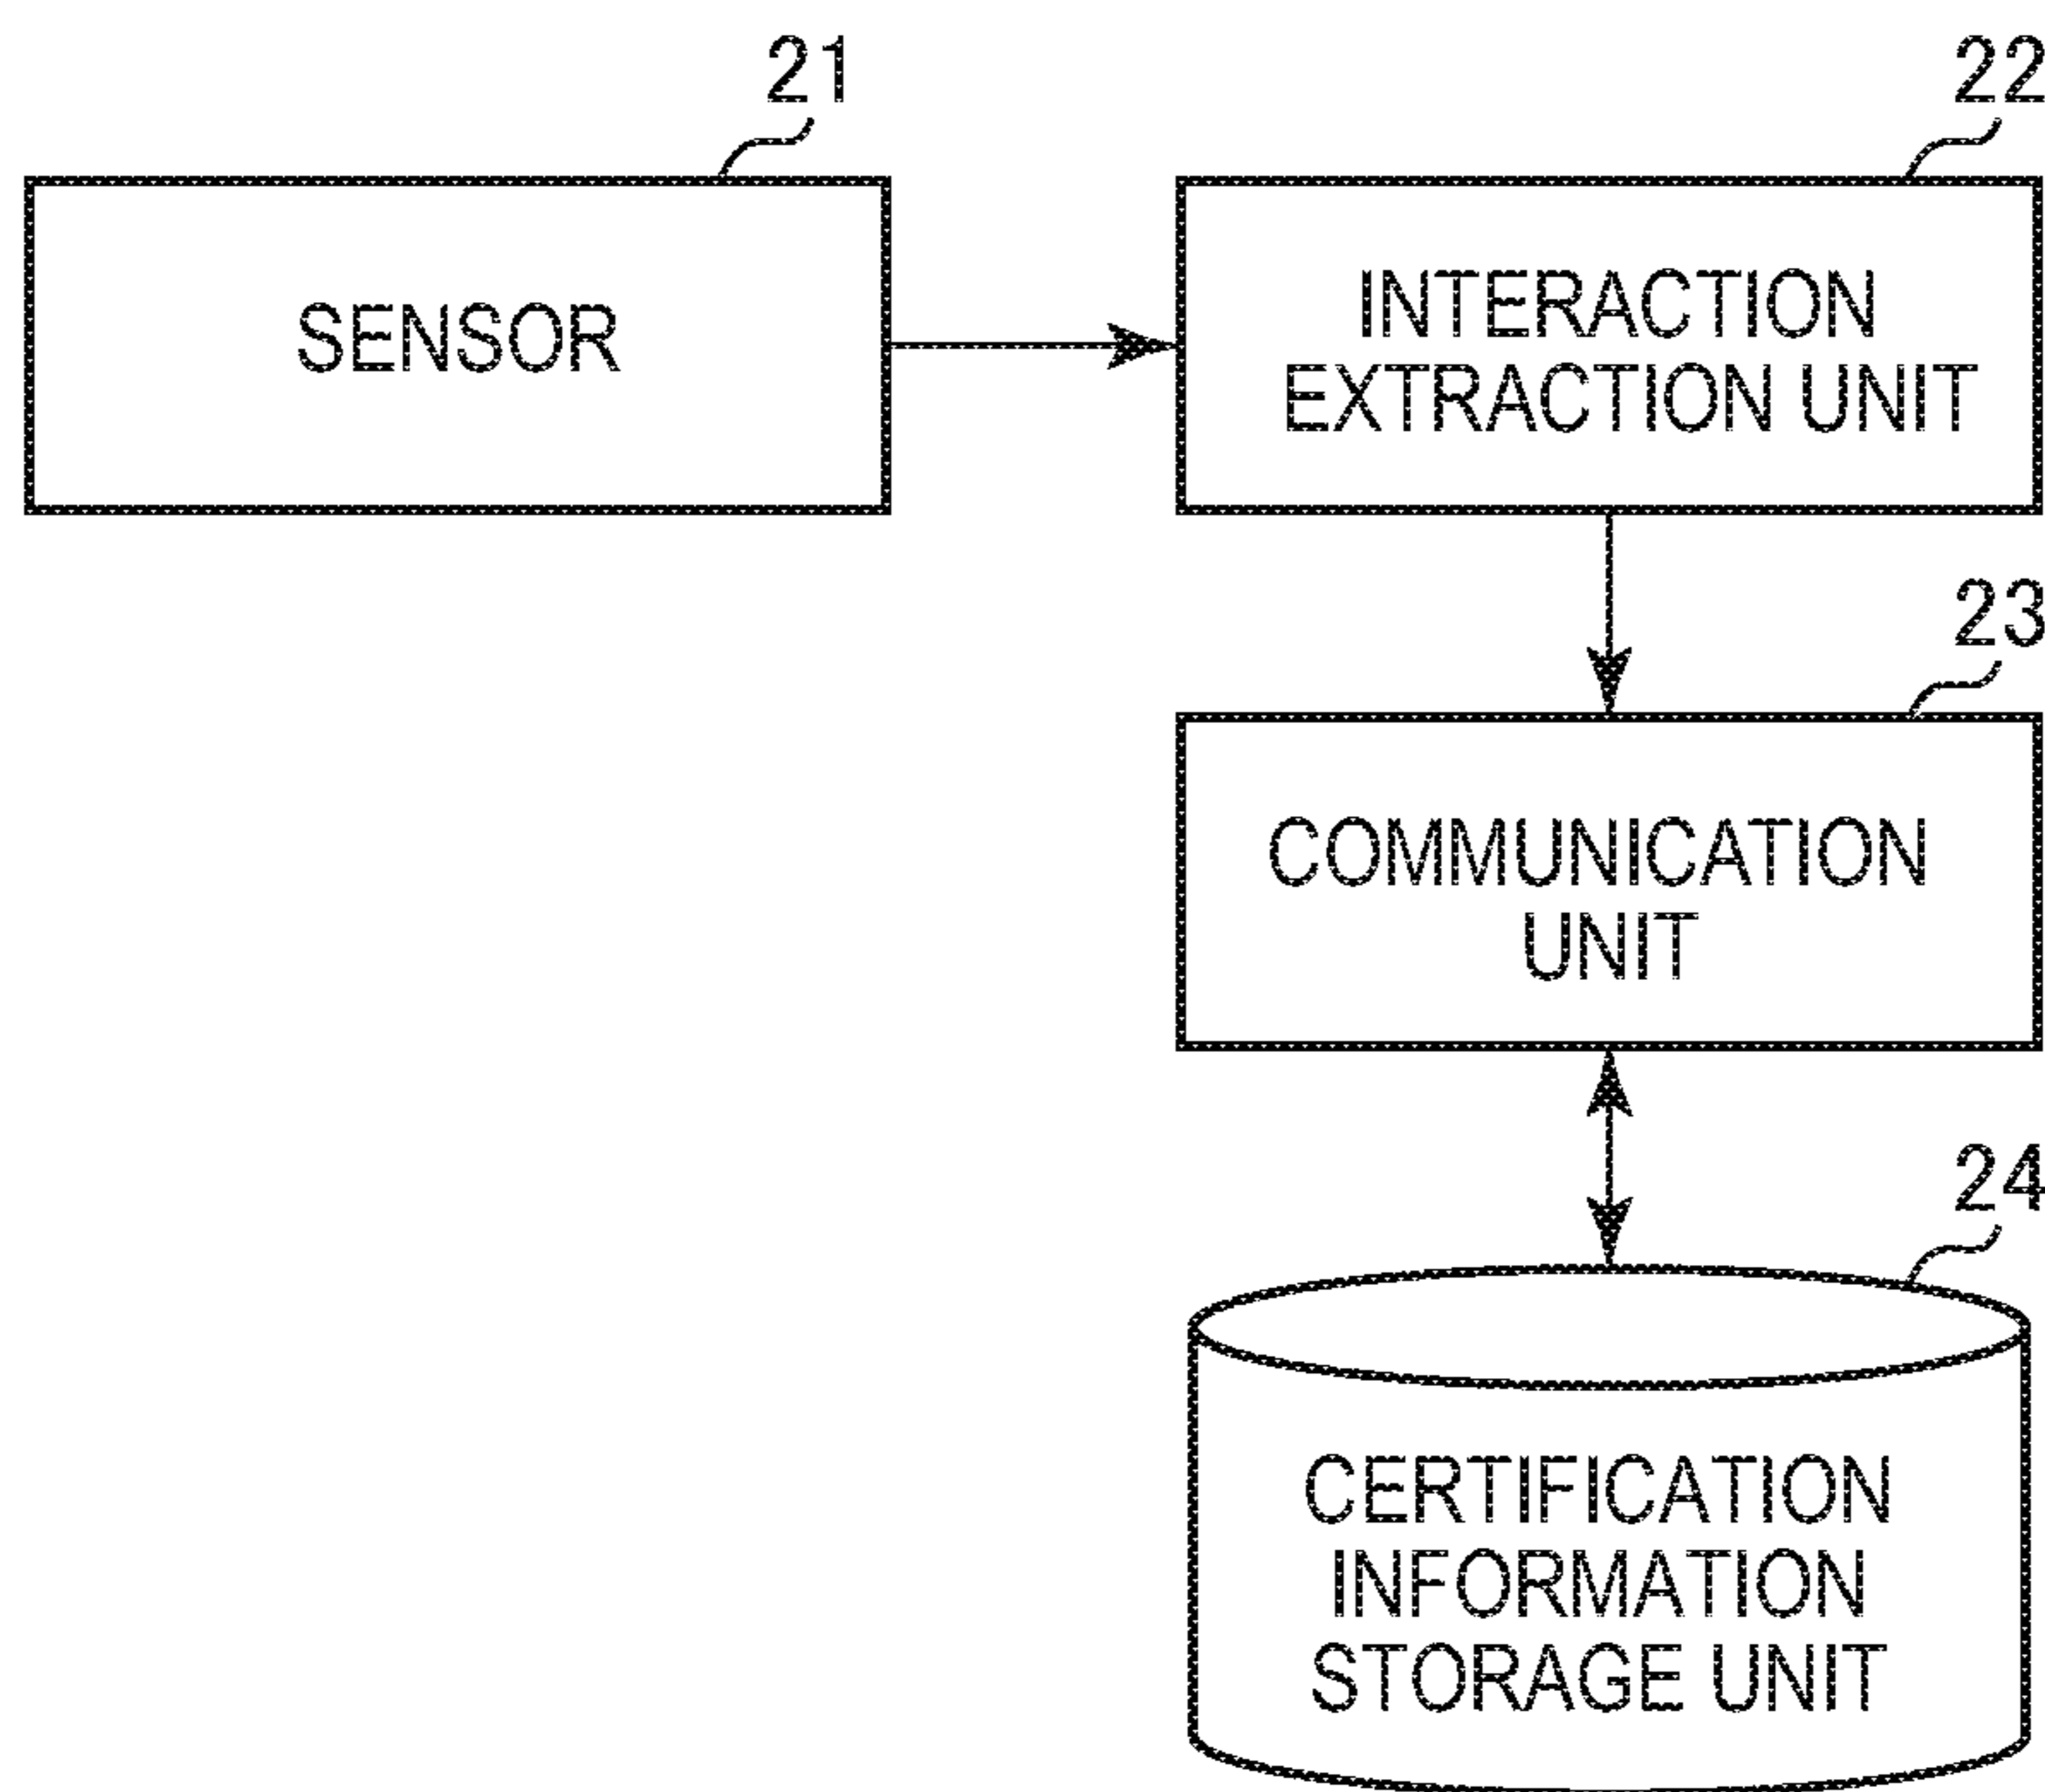 21
22
SENSOR
INTERACTION
EXTRACTION UNIT
23
COMMUNICATION
UNIT
24
CERTIFICATION
INFORMATION
STORAGE UNIT